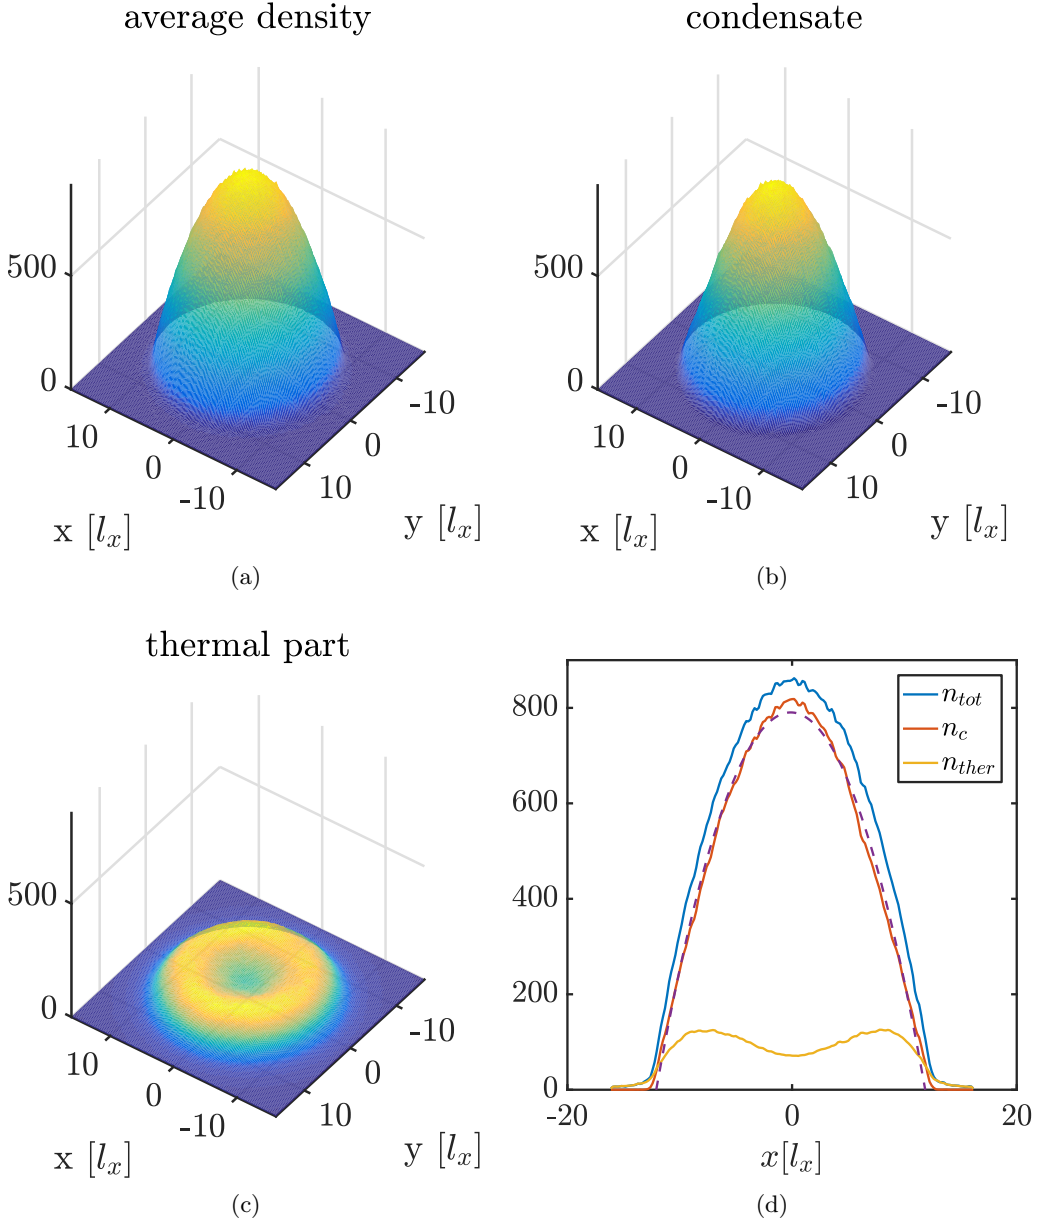 average density
condensate
500
0
10
0
-10
10
0
-10
x [l_x]
y [l_x]
500
0
10
0
-10
10
0
-10
x [l_x]
y [l_x]
(a)
(b)
thermal part
500
0
10
0
-10
10
0
-10
x [l_x]
y [l_x]
(c)
800
600
400
200
0
-20
0
20
n_tot
n_c
n_ther
x[l_x]
(d)